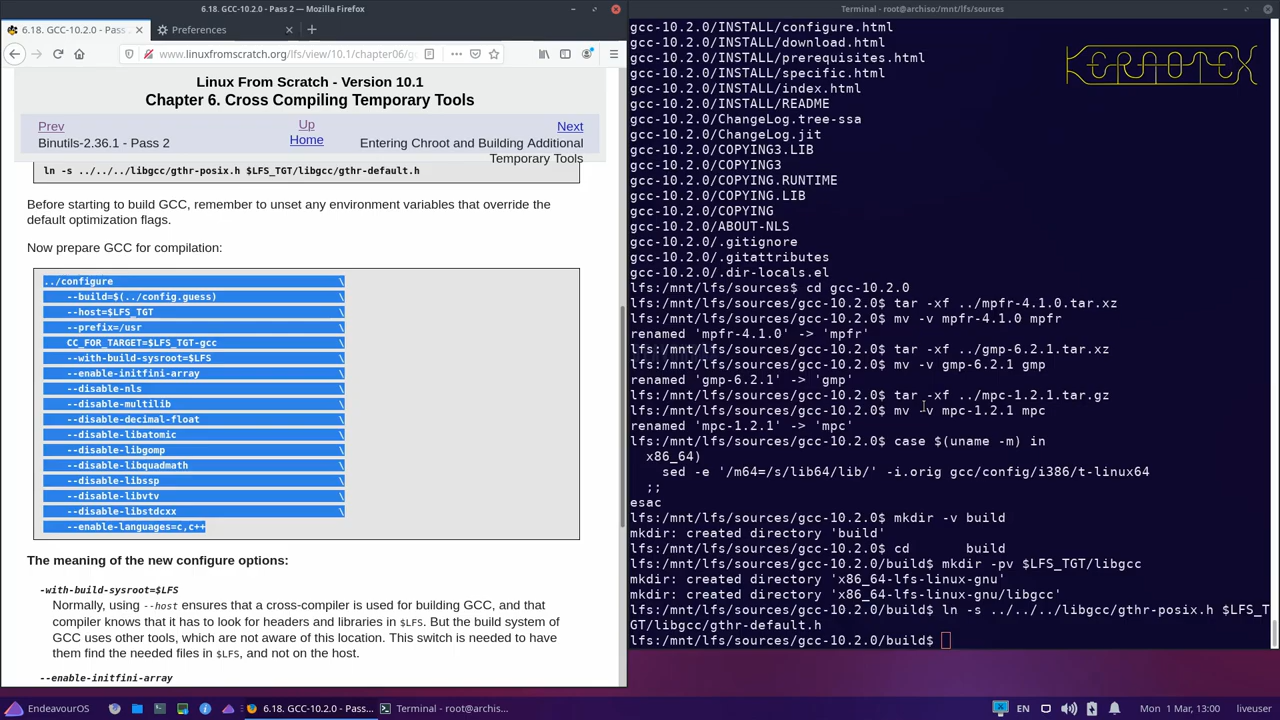 6.18. GCC-10.2.0 - Pass 2 — Mozilla Firefox
6.18. GCC-10.2.0 - Pass
Preferences
www.linuxfromscratch.org/lfs/view/10.1/chapter06/g
Linux From Scratch - Version 10.1
Chapter 6. Cross Compiling Temporary Tools
Prev
Up
Next
Home
Binutils-2.36.1 - Pass 2
Entering Chroot and Building Additional
Temporary Tools
ln -s ../../../libgcc/gthr-posix.h $LFS_TGT/libgcc/gthr-default.h
Before starting to build GCC, remember to unset any environment variables that override the
default optimization flags.
Now prepare GCC for compilation:
../configure \
--build=$(../config.guess) \
--host=$LFS_TGT \
--prefix=/usr \
CC_FOR_TARGET=$LFS_TGT-gcc \
--with-build-sysroot=$LFS \
--enable-initfini-array \
--disable-nls \
--disable-multilib \
--disable-decimal-float \
--disable-libatomic \
--disable-libgomp \
--disable-libquadmath \
--disable-libssp \
--disable-libvtv \
--disable-libstdcxx \
--enable-languages=c,c++
The meaning of the new configure options:
-with-build-sysroot=$LFS
Normally, using --host ensures that a cross-compiler is used for building GCC, and that
compiler knows that it has to look for headers and libraries in $LFS. But the build system of
GCC uses other tools, which are not aware of this location. This switch is needed to have
them find the needed files in $LFS, and not on the host.
--enable-initfini-array
Terminal - root@archiso:/mnt/lfs/sources
gcc-10.2.0/INSTALL/configure.html
gcc-10.2.0/INSTALL/download.html
gcc-10.2.0/INSTALL/prerequisites.html
gcc-10.2.0/INSTALL/specific.html
gcc-10.2.0/INSTALL/index.html
gcc-10.2.0/INSTALL/README
gcc-10.2.0/ChangeLog.tree-ssa
gcc-10.2.0/ChangeLog.jit
gcc-10.2.0/COPYING3.LIB
gcc-10.2.0/COPYING3
gcc-10.2.0/COPYING.RUNTIME
gcc-10.2.0/COPYING.LIB
gcc-10.2.0/COPYING
gcc-10.2.0/ABOUT-NLS
gcc-10.2.0/.gitignore
gcc-10.2.0/.gitattributes
gcc-10.2.0/.dir-locals.el
lfs:/mnt/lfs/sources$ cd gcc-10.2.0
lfs:/mnt/lfs/sources/gcc-10.2.0$ tar -xf ../mpfr-4.1.0.tar.xz
lfs:/mnt/lfs/sources/gcc-10.2.0$ mv -v mpfr-4.1.0 mpfr
renamed 'mpfr-4.1.0' -> 'mpfr'
lfs:/mnt/lfs/sources/gcc-10.2.0$ tar -xf ../gmp-6.2.1.tar.xz
lfs:/mnt/lfs/sources/gcc-10.2.0$ mv -v gmp-6.2.1 gmp
renamed 'gmp-6.2.1' -> 'gmp'
lfs:/mnt/lfs/sources/gcc-10.2.0$ tar -xf ../mpc-1.2.1.tar.gz
lfs:/mnt/lfs/sources/gcc-10.2.0$ mv -v mpc-1.2.1 mpc
renamed 'mpc-1.2.1' -> 'mpc'
lfs:/mnt/lfs/sources/gcc-10.2.0$ case $(uname -m) in
x86_64)
sed -e '/m64=/s/lib64/lib/' -i.orig gcc/config/i386/t-linux64
;;
esac
lfs:/mnt/lfs/sources/gcc-10.2.0$ mkdir -v build
mkdir: created directory 'build'
lfs:/mnt/lfs/sources/gcc-10.2.0$ cd build
lfs:/mnt/lfs/sources/gcc-10.2.0/build$ mkdir -pv $LFS_TGT/libgcc
mkdir: created directory 'x86_64-lfs-linux-gnu'
mkdir: created directory 'x86_64-lfs-linux-gnu/libgcc'
lfs:/mnt/lfs/sources/gcc-10.2.0/build$ ln -s ../../../libgcc/gthr-posix.h $LFS_T
GT/libgcc/gthr-default.h
lfs:/mnt/lfs/sources/gcc-10.2.0/build$
EndeavourOS
6.18. GCC-10.2.0 - Pass...
Terminal - root@archis...
EN
Mon 1 Mar, 13:00
liveuser